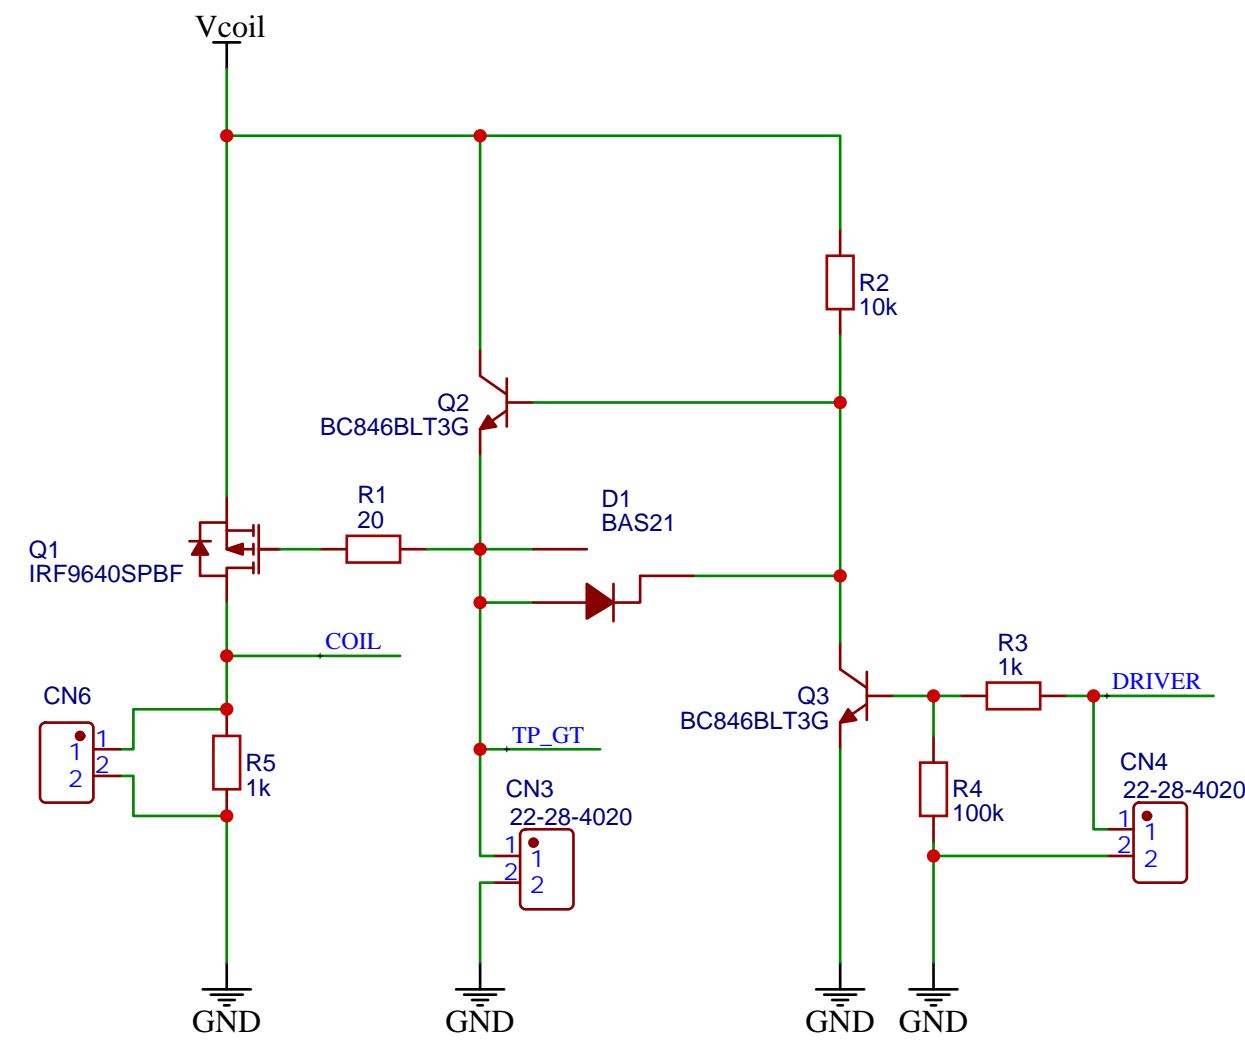 Vcoil
R2
10k
Q2
BC846BLT3G
R1
20
D1
BAS21
Q1
IRF9640SPBF
COIL
R3
1k
DRIVER
CN6
Q3
BC846BLT3G
TP_GT
1
1
2
2
R5
1k
CN3
22-28-4020
R4
100k
CN4
22-28-4020
1
1
2
2
1
1
2
2
GND
GND
GND
GND